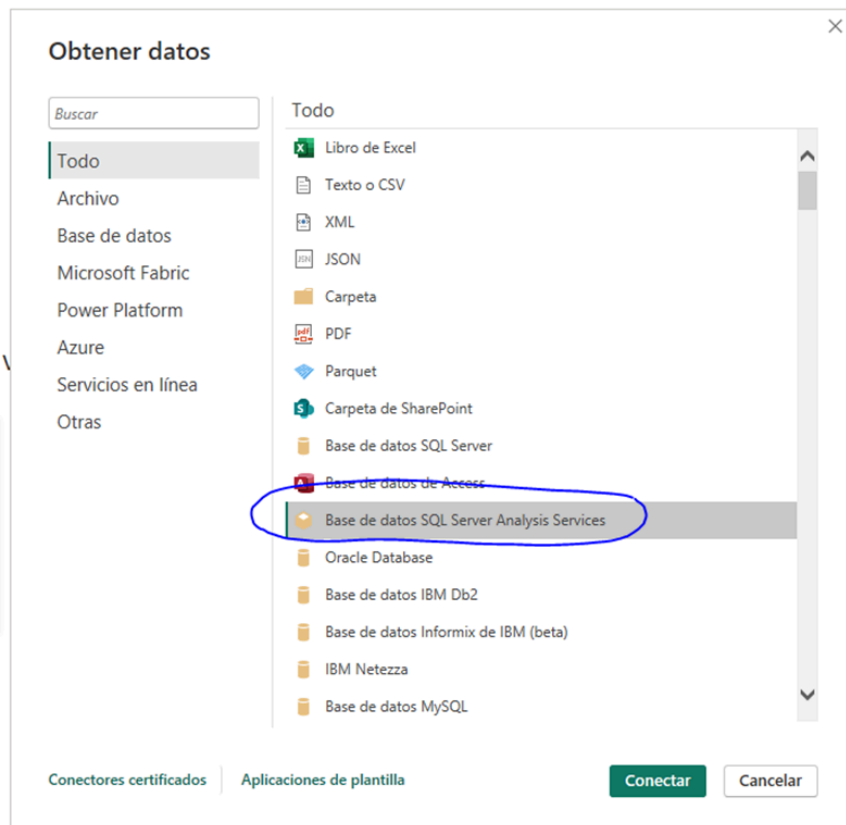 Obtener datos
Buscar
Todo
Archivo
Base de datos
Microsoft Fabric
Power Platform
Azure
Servicios en línea
Otras
Todo
Libro de Excel
Texto o CSV
XML
JSON
Carpeta
PDF
Parquet
Carpeta de SharePoint
Base de datos SQL Server
Base de datos de Access
Base de datos SQL Server Analysis Services
Oracle Database
Base de datos IBM Db2
Base de datos Informix de IBM (beta)
IBM Netezza
Base de datos MySQL
Conectores certificados
Aplicaciones de plantilla
Conectar
Cancelar